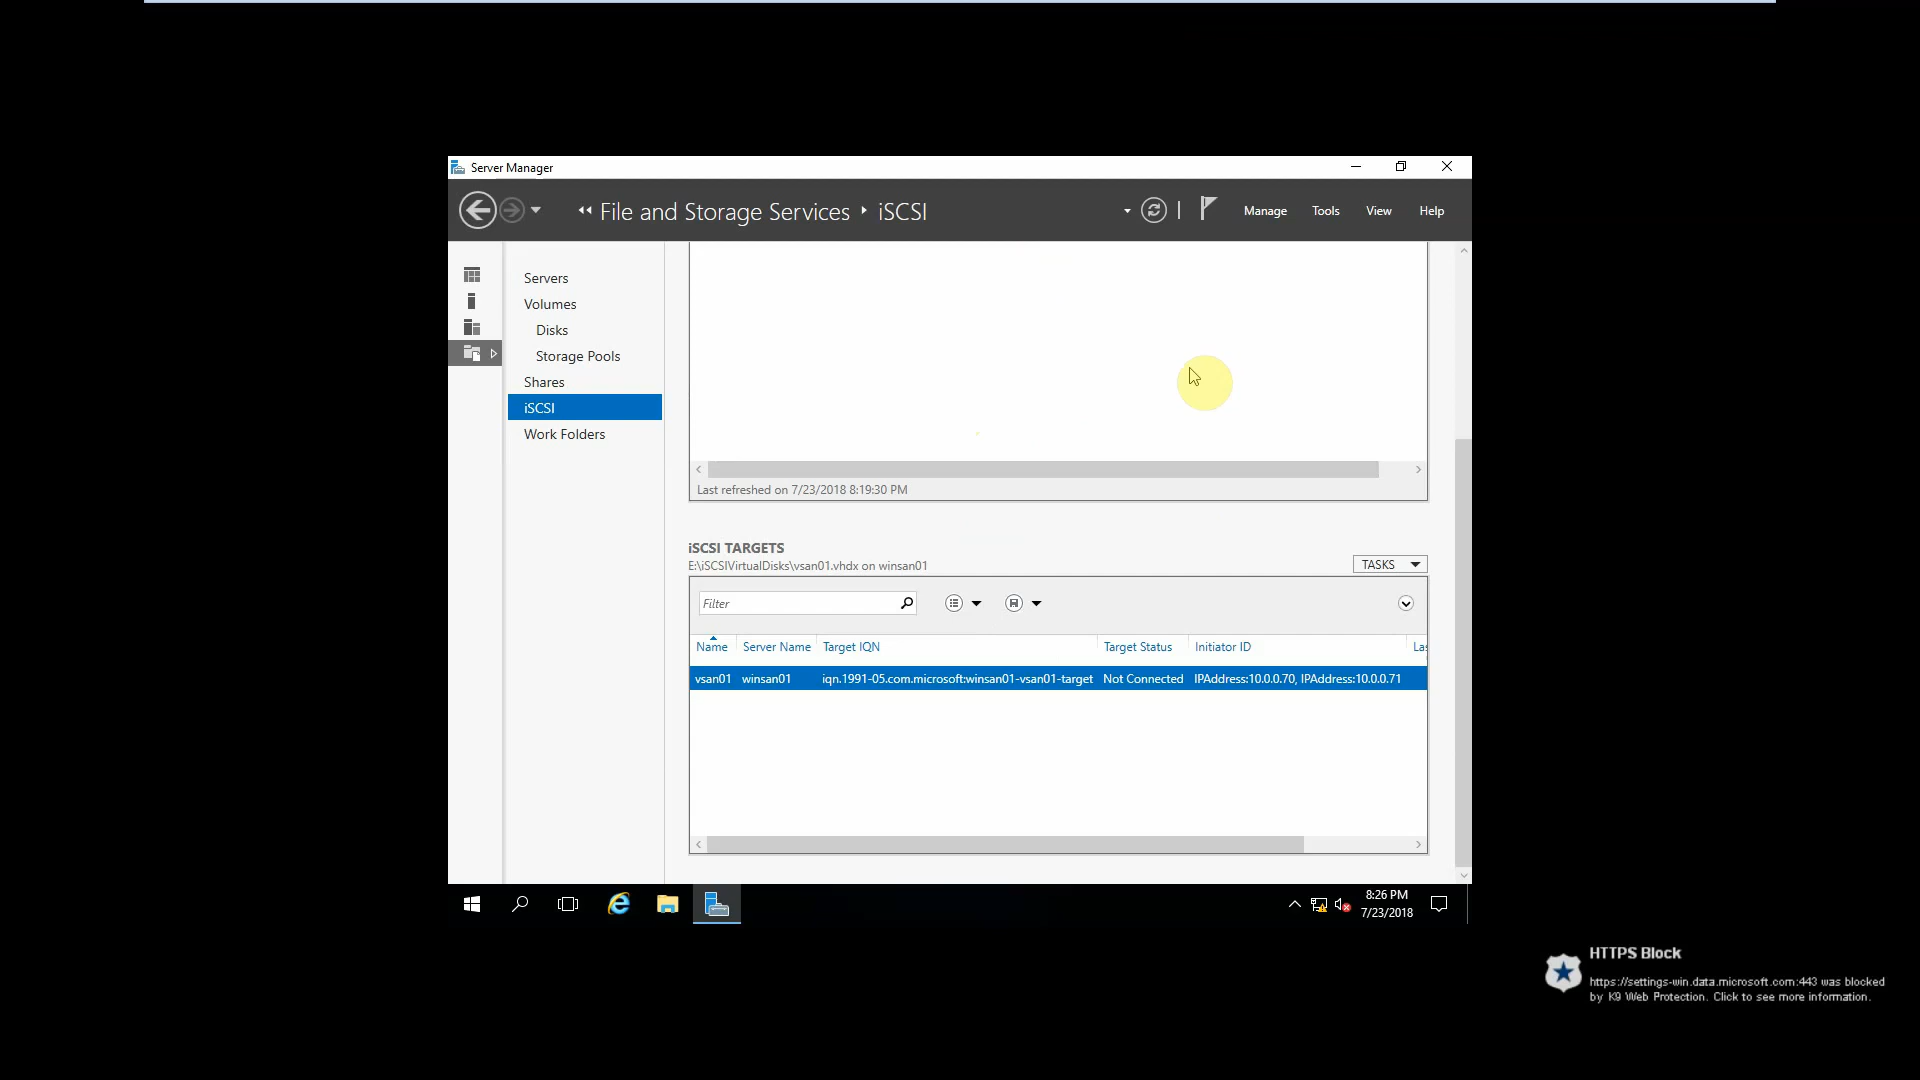 Server Manager
File and Storage Services
iSCSI
Manage
Tools
View
Help
Servers
Volumes
Disks
Storage Pools
Shares
iSCSI
Work Folders
Last refreshed on 7/23/2018 8:19:30 PM
iSCSI TARGETS
E:\iSCSIVirtualDisks\vsan01.vhdx on winsan01
TASKS
Filter
Name Server Name Target IQN Target Status Initiator ID Las
vsan01 winsan01 iqn.1991-05.com.microsoft:winsan01-vsan01-target Not Connected IPAddress:10.0.0.70, IPAddress:10.0.0.71
8:26 PM
7/23/2018
HTTPS Block
https://settings-win.data.microsoft.com:443 was blocked
by K9 Web Protection. Click to see more information.